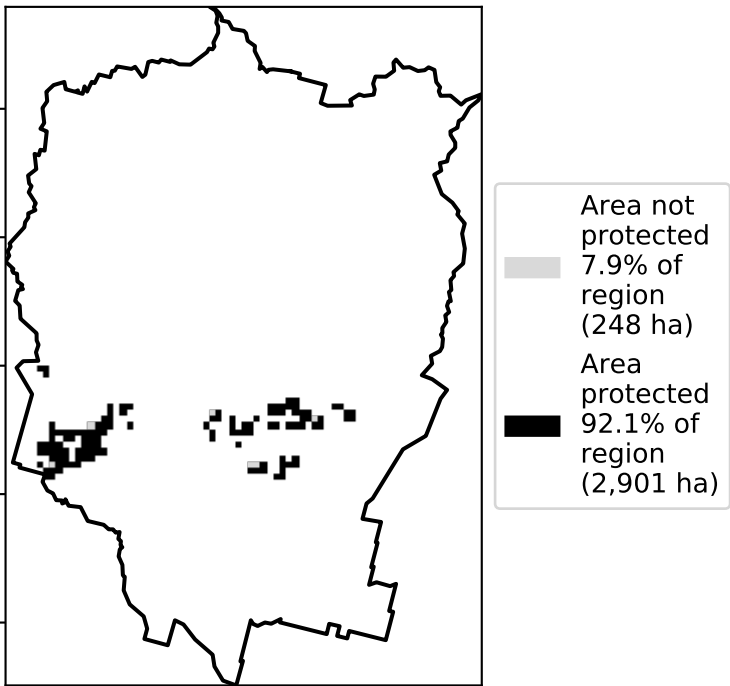 Area not
protected
7.9% of
region
(248 ha)
Area
protected
92.1% of
region
(2,901 ha)